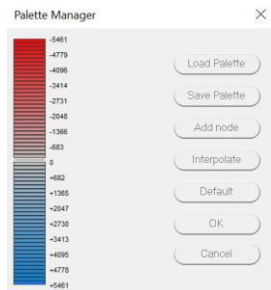 Palette Manager
-5461
-4779
-4096
-3414
-2731
-2048
-1366
-683
0
+682
+1365
+2047
+2730
+3413
+4095
+4778
+5461
Load Palette
Save Palette
Add node
Interpolate
Default
OK
Cancel